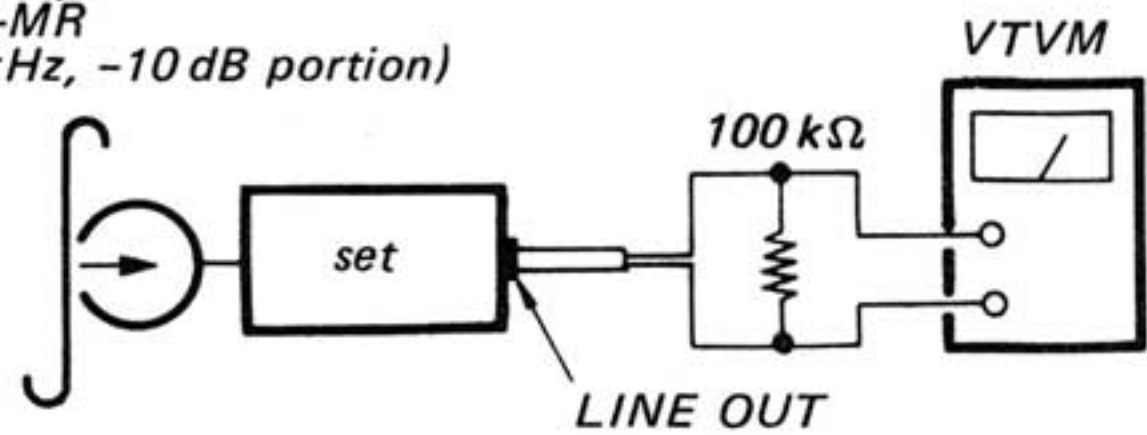 -MR
Hz, -10 dB portion)
VTVM
100 kΩ
set
LINE OUT